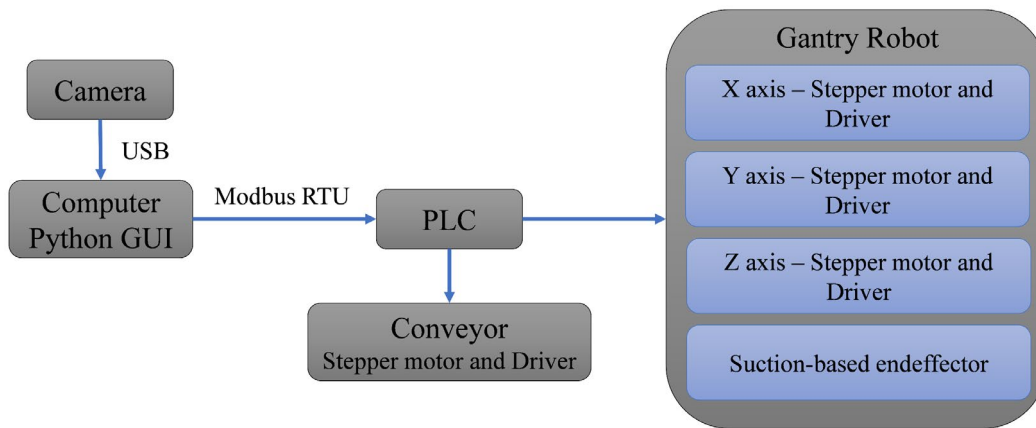 Camera
USB
Computer
Python GUI
Modbus RTU
PLC
Conveyor
Stepper motor and Driver
Gantry Robot
X axis – Stepper motor and
Driver
Y axis – Stepper motor and
Driver
Z axis – Stepper motor and
Driver
Suction-based endeffector